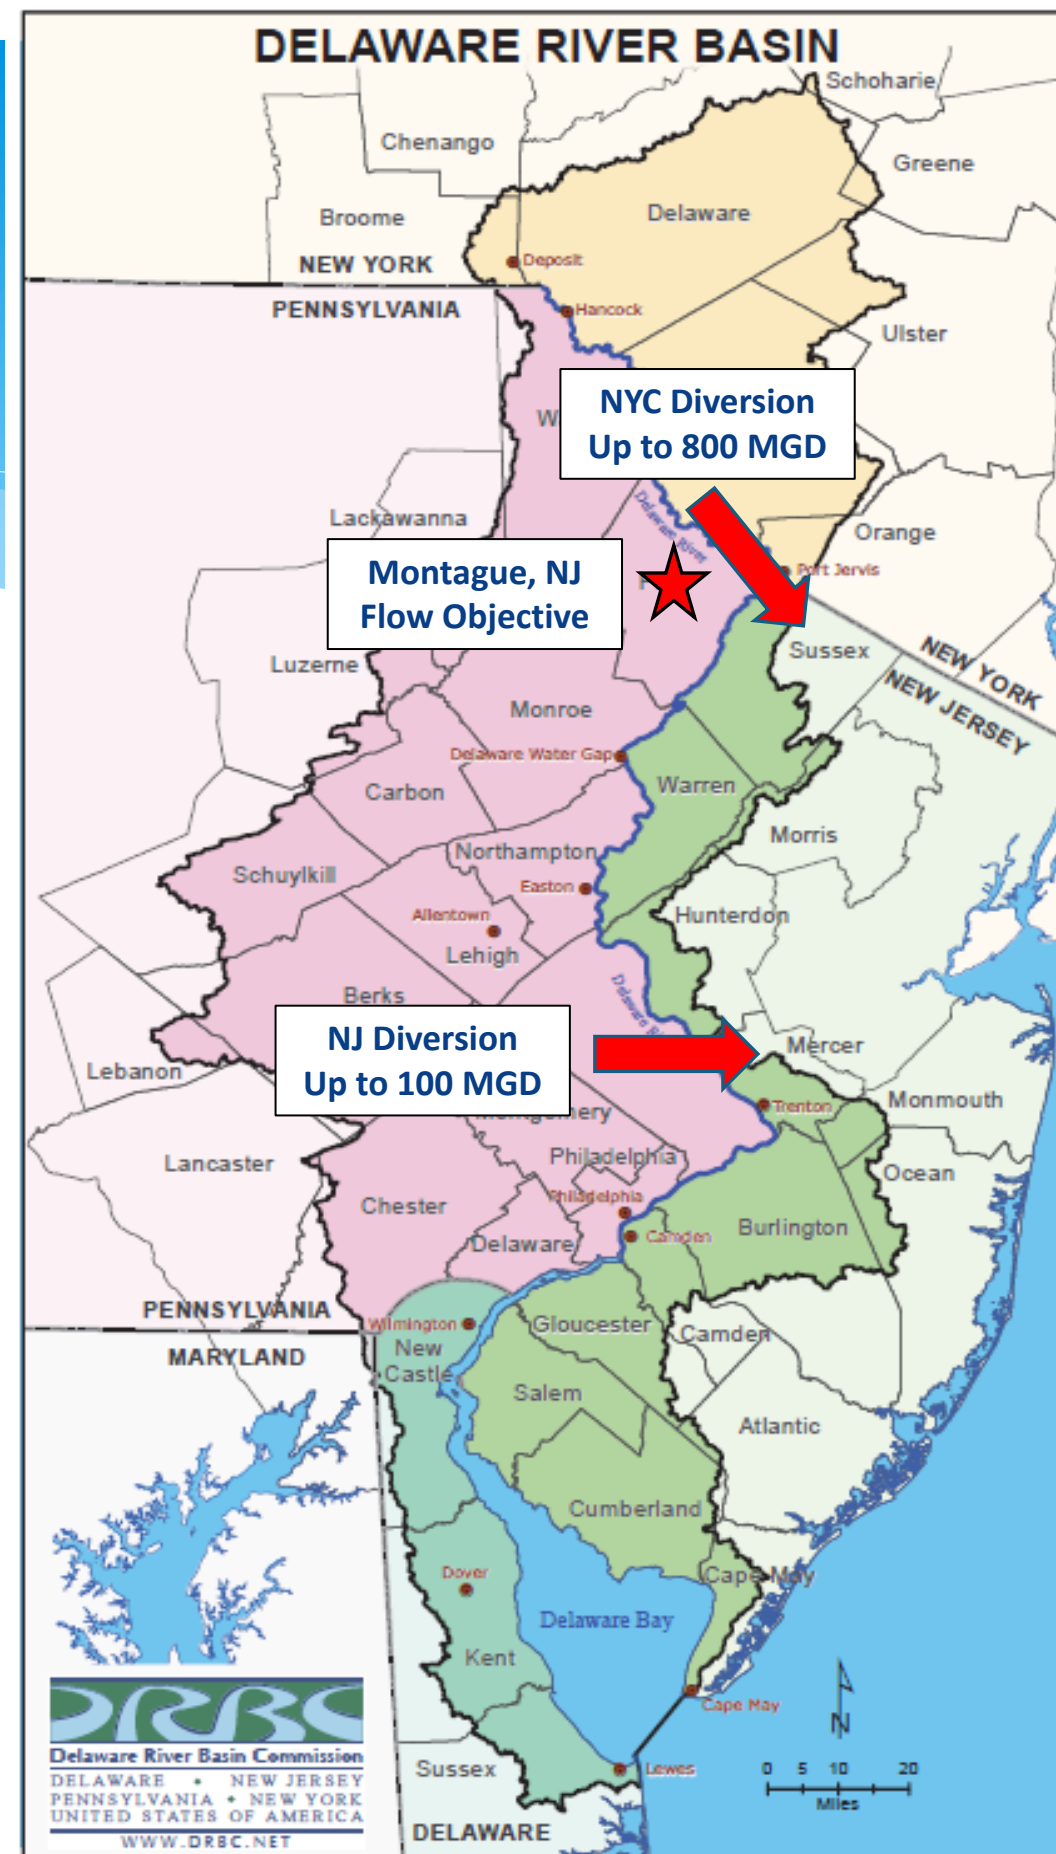 DELAWARE RIVER BASIN
Schoharie
Chenango
Greene
Broome
Delaware
NEW YORK
Deposit
PENNSYLVANIA
Hancock
Ulster
NYC Diversion
Up to 800 MGD
Lackawanna
Delaware River
Orange
Montague, NJ
Flow Objective
Port Jervis
Luzerne
Sussex
NEW YORK
NEW JERSEY
Monroe
Delaware Water Gap
Warren
Carbon
Morris
Northampton
Schuylkill
Easton
Allentown
Hunterdon
Lehigh
Berks
Delaware
NJ Diversion
Up to 100 MGD
Mercer
Lebanon
Trenton
Monmouth
Lancaster
Philadelphia
Ocean
Chester
Philadelphia
Camden
Burlington
Delaware
PENNSYLVANIA
Wilmington
Gloucester
Camden
MARYLAND
New
Castle
Salem
Atlantic
Cumberland
Dover
Cape May
Delaware Bay
Kent
Cape May
N
DRBC
Delaware River Basin Commission
DELAWARE • NEW JERSEY
PENNSYLVANIA • NEW YORK
UNITED STATES OF AMERICA
WWW.DRBC.NET
Sussex
Lewes
0 5 10 20
Miles
DELAWARE